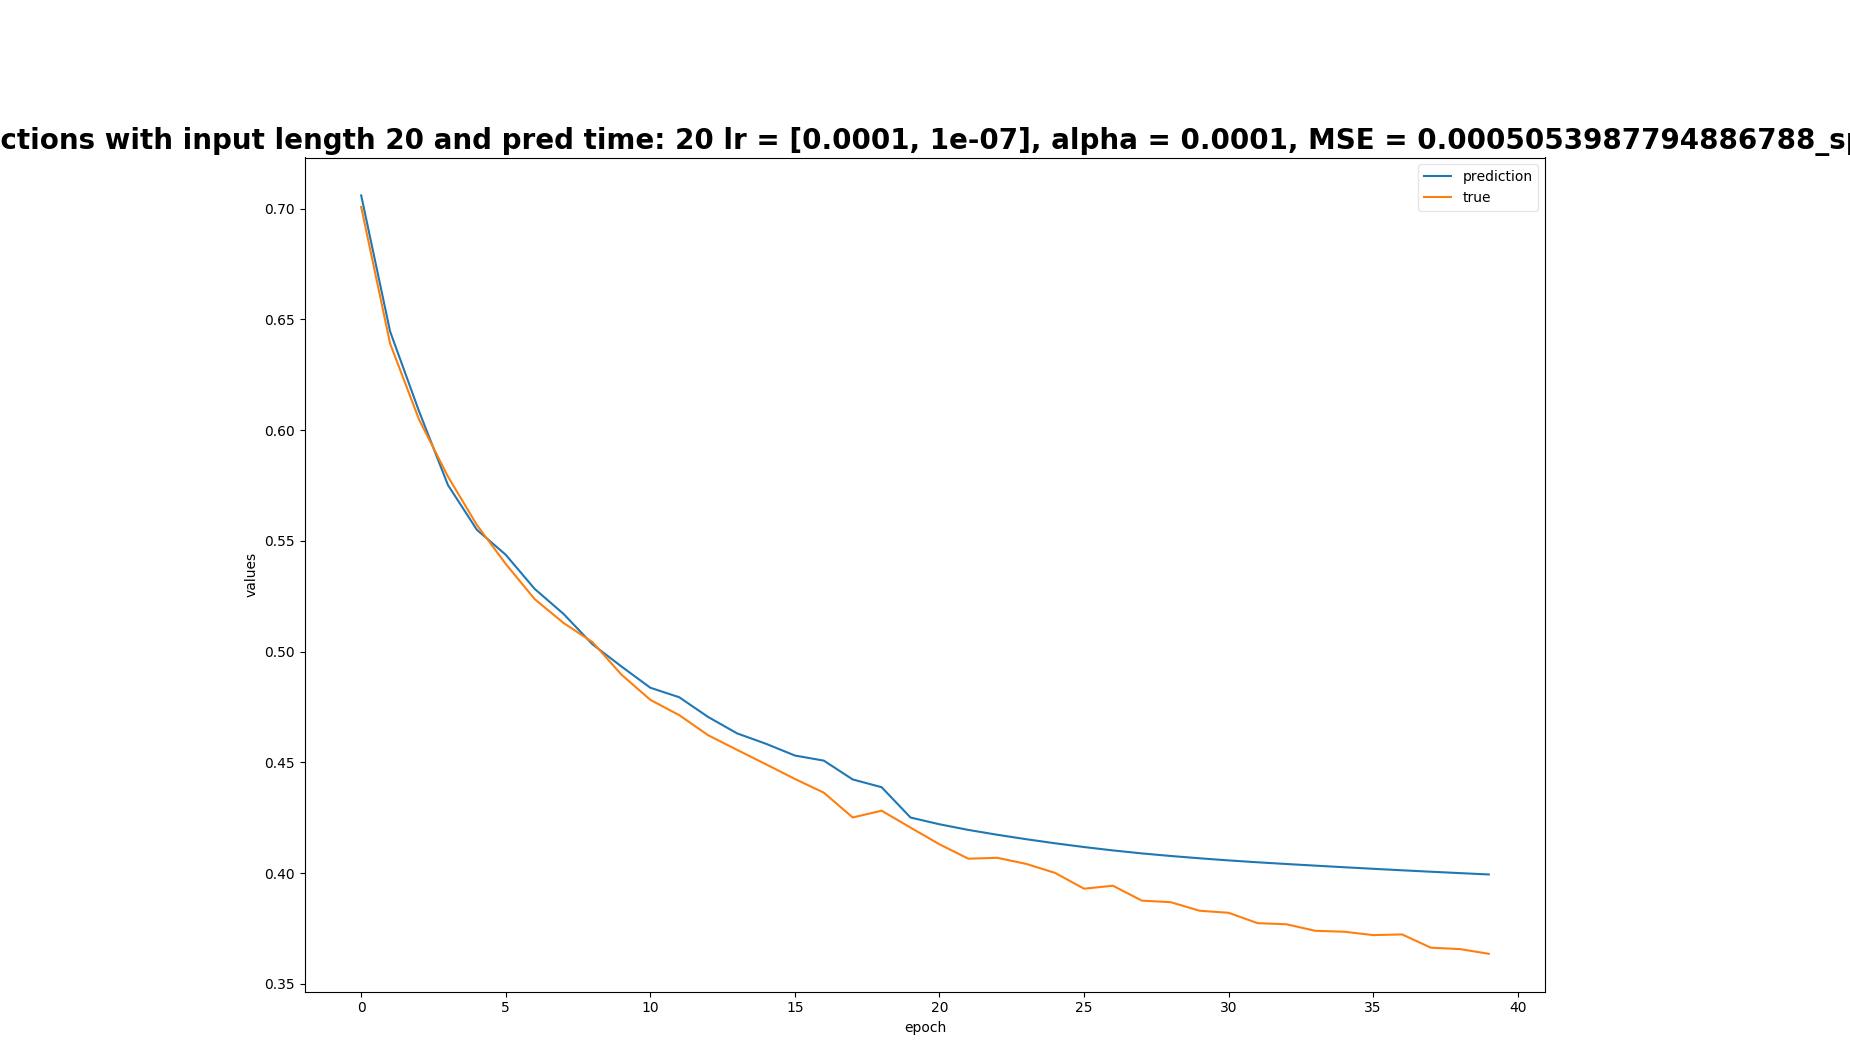 ctions with input length 20 and pred time: 20 lr = [0.0001, 1e-07], alpha = 0.0001, MSE = 0.0005053987794886788_sp
prediction
true
0.70
0.65
0.60
0.55
0.50
0.45
0.40
0.35
values
0 5 10 15 20 25 30 35 40
epoch